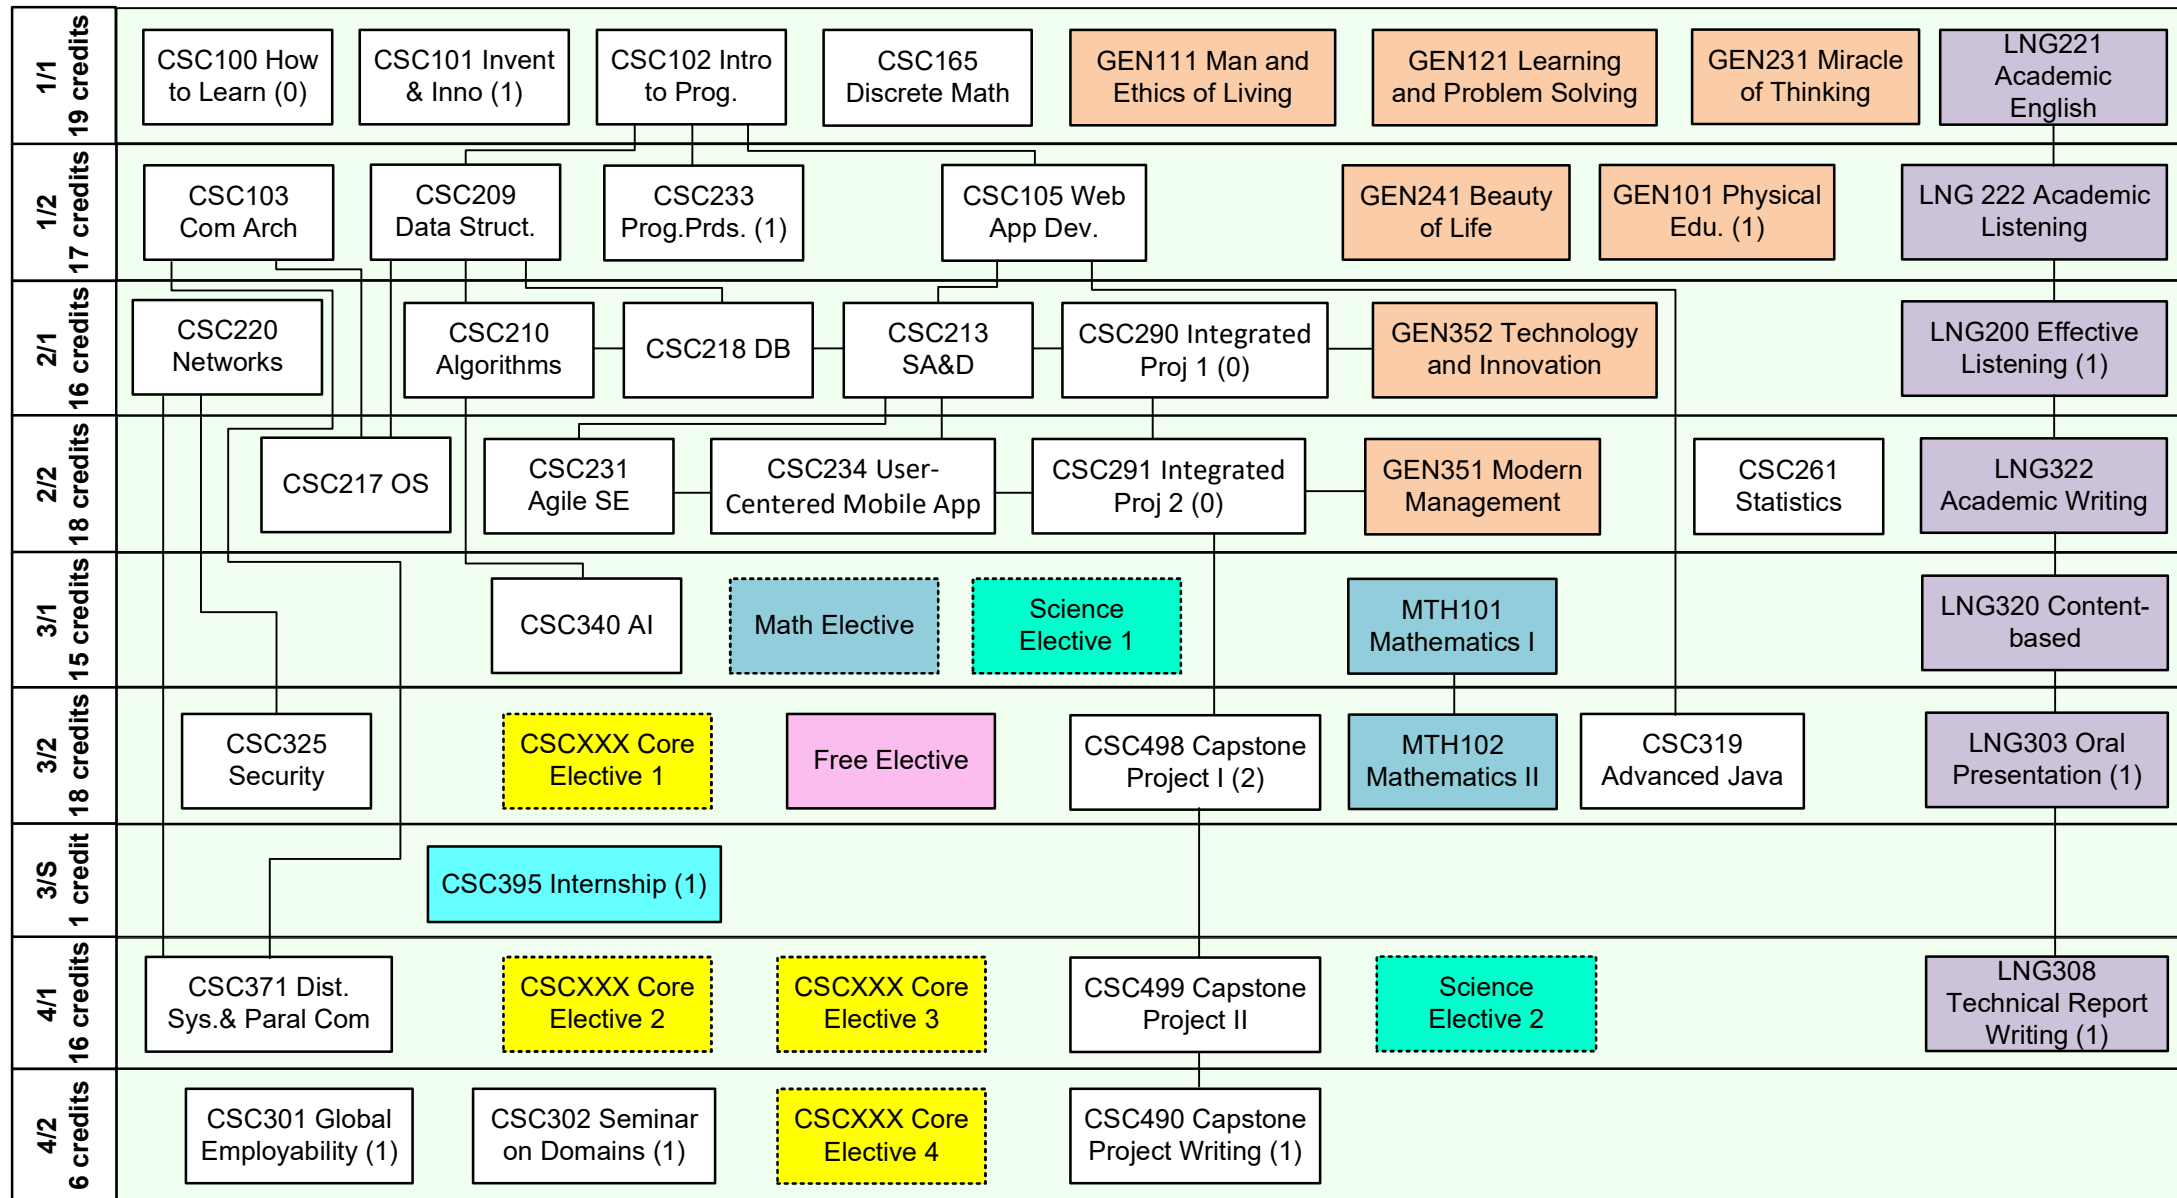 1/1
19 credits
CSC100 How
to Learn (0)
CSC101 Invent
& Inno (1)
CSC102 Intro
to Prog.
CSC165
Discrete Math
GEN111 Man and
Ethics of Living
GEN121 Learning
and Problem Solving
GEN231 Miracle
of Thinking
LNG221
Academic
English
1/2
17 credits
CSC103
Com Arch
CSC209
Data Struct.
CSC233
Prog.Prds. (1)
CSC105 Web
App Dev.
GEN241 Beauty
of Life
GEN101 Physical
Edu. (1)
LNG 222 Academic
Listening
2/1
16 credits
CSC220
Networks
CSC210
Algorithms
CSC218 DB
CSC213
SA&D
CSC290 Integrated
Proj 1 (0)
GEN352 Technology
and Innovation
LNG200 Effective
Listening (1)
2/2
18 credits
CSC217 OS
CSC231
Agile SE
CSC234 User-
Centered Mobile App
CSC291 Integrated
Proj 2 (0)
GEN351 Modern
Management
CSC261
Statistics
LNG322
Academic Writing
3/1
15 credits
CSC340 AI
Math Elective
Science
Elective 1
MTH101
Mathematics I
LNG320 Content-
based
3/2
18 credits
CSC325
Security
CSCXXX Core
Elective 1
Free Elective
CSC498 Capstone
Project I (2)
MTH102
Mathematics II
CSC319
Advanced Java
LNG303 Oral
Presentation (1)
3/S
1 credit
CSC395 Internship (1)
4/1
16 credits
CSC371 Dist.
Sys.& Paral Com
CSCXXX Core
Elective 2
CSCXXX Core
Elective 3
CSC499 Capstone
Project II
Science
Elective 2
LNG308
Technical Report
Writing (1)
4/2
6 credits
CSC301 Global
Employability (1)
CSC302 Seminar
on Domains (1)
CSCXXX Core
Elective 4
CSC490 Capstone
Project Writing (1)